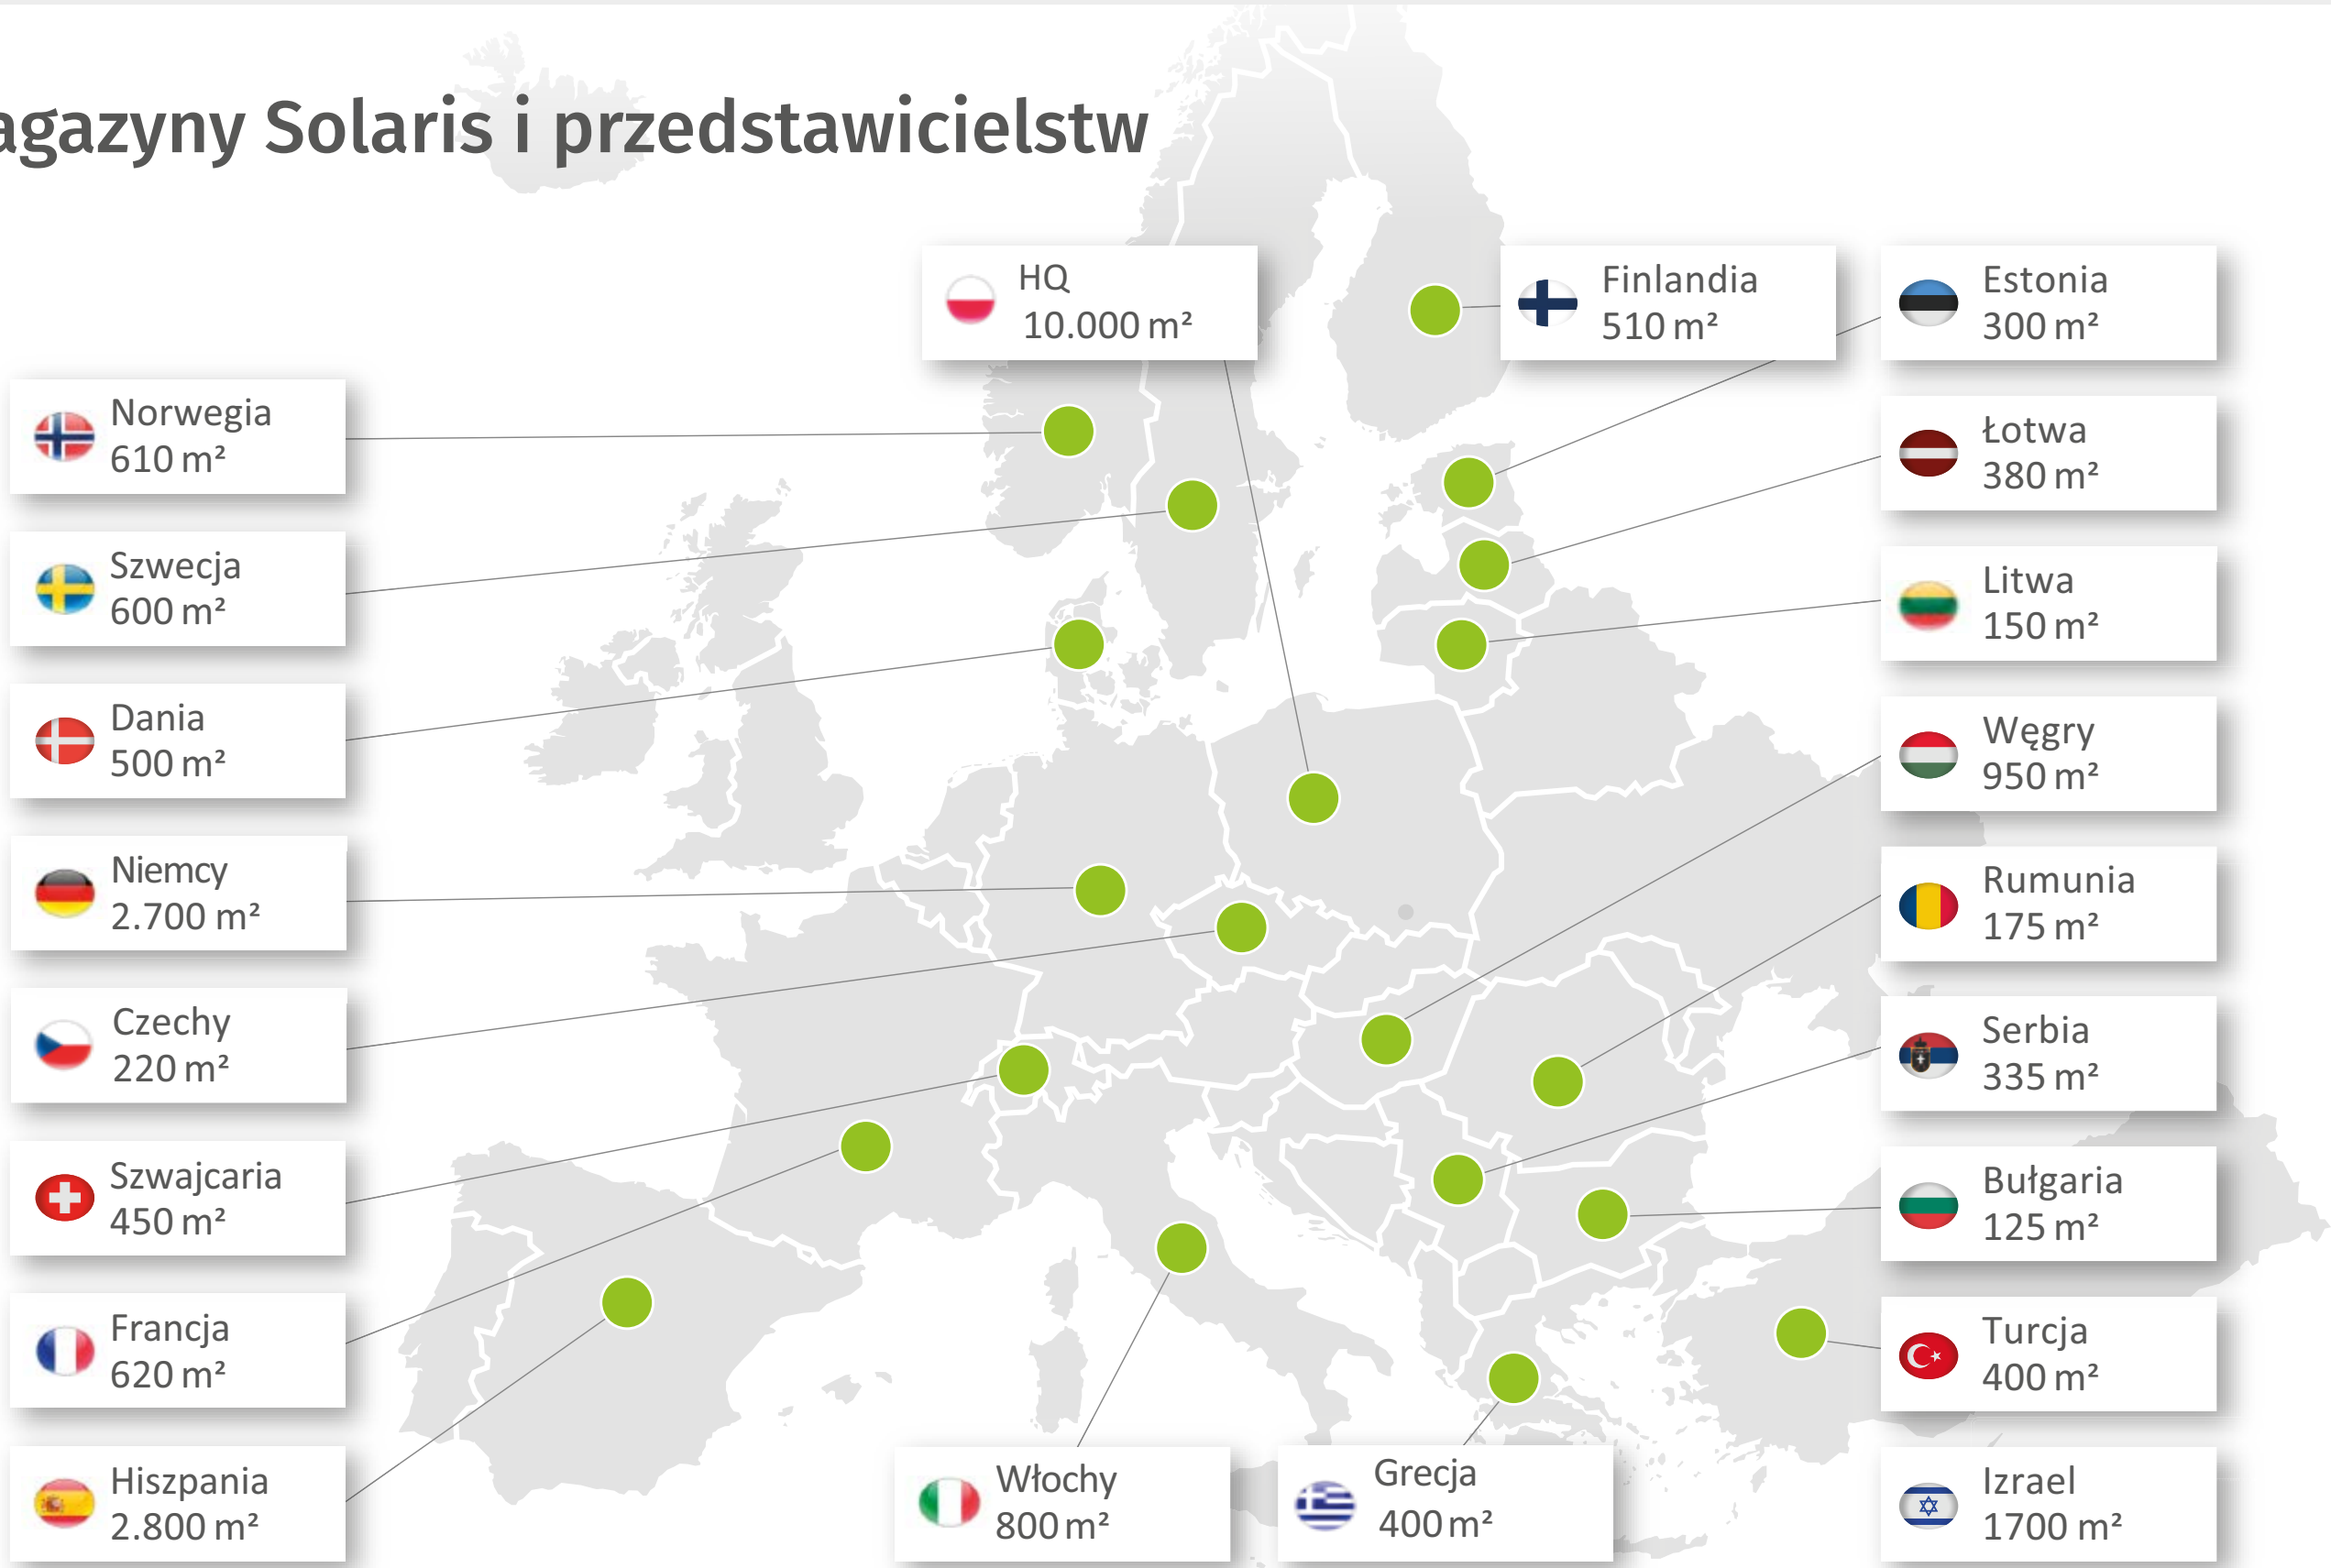 agazyny Solaris i przedstawicielstw
HQ
10.000 m²
Finlandia
510 m²
Estonia
300 m²
Norwegia
610 m²
Łotwa
380 m²
Szwecja
600 m²
Litwa
150 m²
Dania
500 m²
Węgry
950 m²
Niemcy
2.700 m²
Rumunia
175 m²
Czechy
220 m²
Serbia
335 m²
Szwajcaria
450 m²
Bułgaria
125 m²
Francja
620 m²
Turcja
400 m²
Hiszpania
2.800 m²
Włochy
800 m²
Grecja
400 m²
Izrael
1700 m²